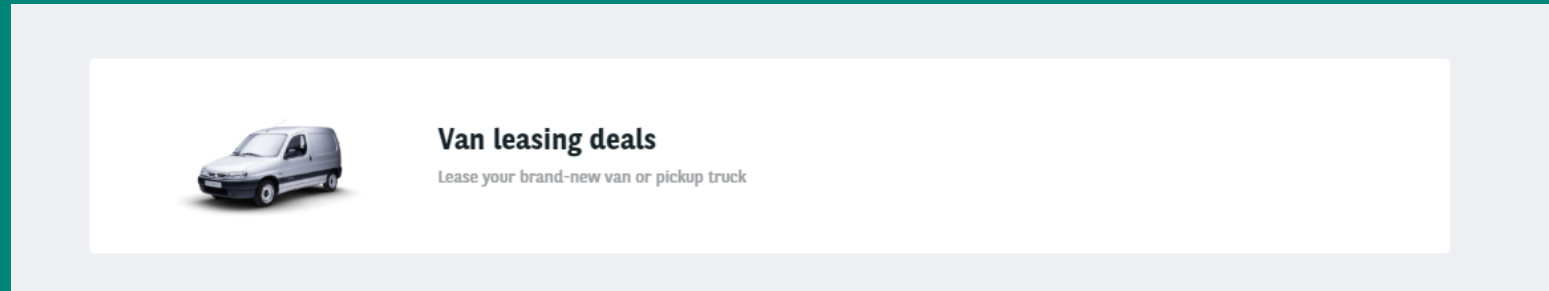 Van leasing deals
Lease your brand-new van or pickup truck